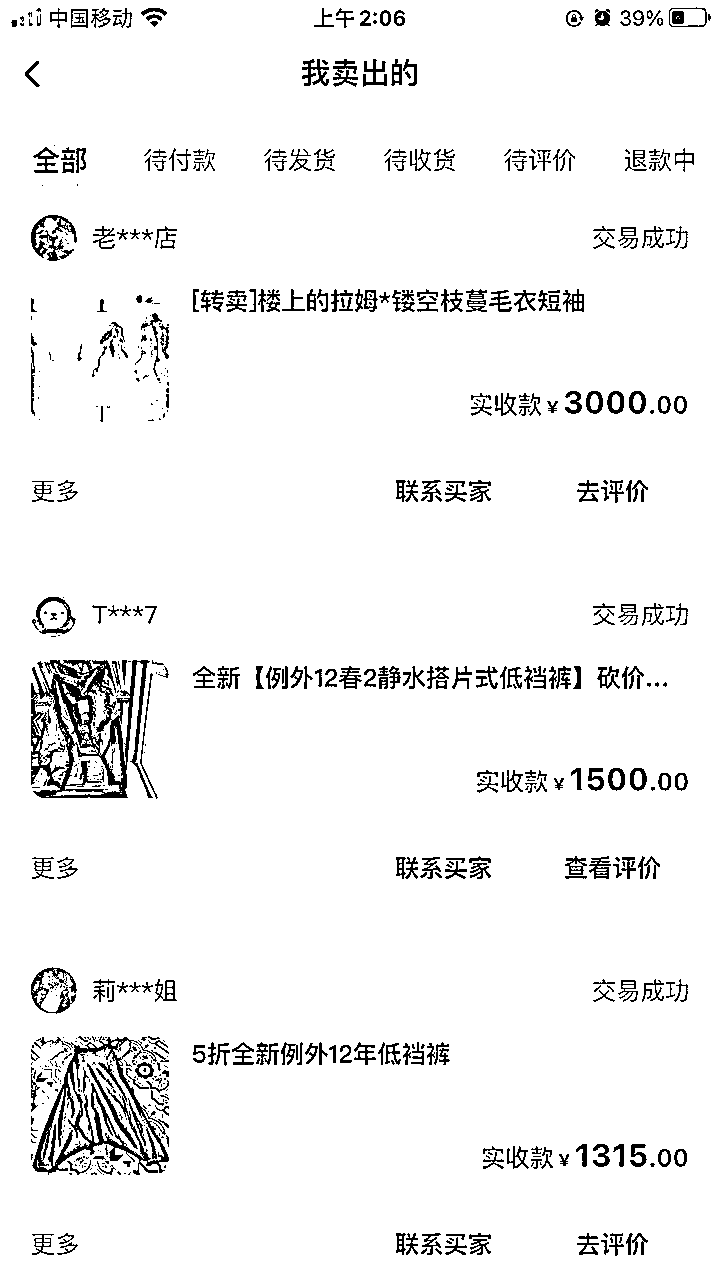 中国移动 上午2:06 39%
我卖出的
全部 待付款 待发货 待收货 待评价 退款中
老***店 交易成功
[转卖]楼上的拉姆*镂空枝蔓毛衣短袖
实收款¥3000.00
更多 联系买家 去评价
T***7 交易成功
全新【例外12春2静水搭片式低裆裤】砍价...
实收款¥1500.00
更多 联系买家 查看评价
莉***姐 交易成功
5折全新例外12年低裆裤
实收款¥1315.00
更多 联系买家 去评价